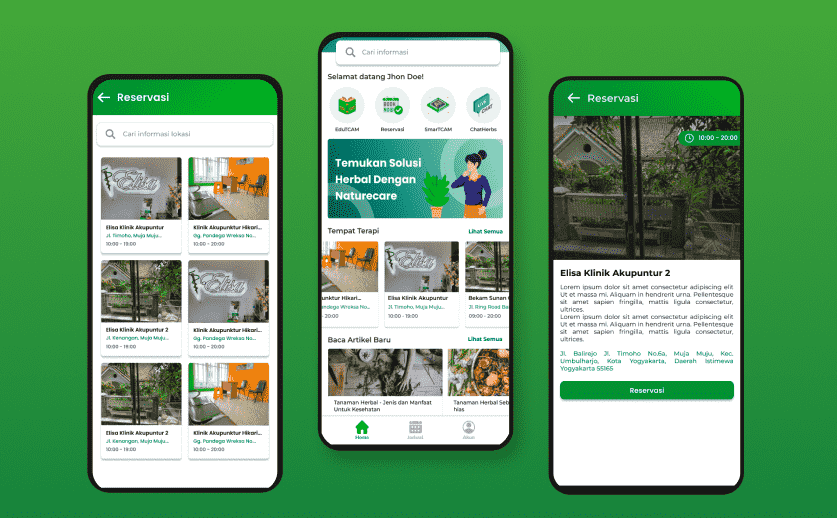 Reservasi
Cari informasi lokasi
Elisa
Elisa Klinik Akupuntur
Jl. Timoho, Muja Muju...
10:00 - 19:00
Klinik Akupunktur Hikari...
Gg. Pandega Wreksa No...
10:00 - 20:00
Elisa Klinik Akupuntur 2
Jl. Kenangan, Muja Muju...
10:00 - 19:00
Elisa
Klinik Akupunktur Hikari...
Gg. Pandega Wreksa No...
10:00 - 20:00
Elisa Klinik Akupuntur 2
Jl. Kenangan, Muja Muju...
10:00 - 19:00
Klinik Akupunktur Hikari...
Gg. Pandega Wreksa No...
10:00 - 20:00
Cari informasi
Selamat datang Jhon Doe!
BOOK
NOW
LIVE
CHAT
EduTCAM
Reservasi
SmarTCAM
ChatHerbs
Temukan Solusi
Herbal Dengan
Naturecare
Tempat Terapi
Lihat Semua
unktur Hikari...
andega Wreksa No...
- 20:00
Elisa
Elisa Klinik Akupuntur
Jl. Timoho, Muja Muju...
10:00 - 19:00
Bekam Sunan
Jl. Ring Road Ba
09:00 - 20:00
Baca Artikel Baru
Lihat Semua
Tanaman Herbal - Jenis dan Manfaat
Untuk Kesehatan
Tanaman Herbal Seb
hias
Home
Akun
Reservasi
10:00 - 20:00
Elisa Klinik Akupuntur 2
Lorem ipsum dolor sit amet consectetur adipiscing elit
Ut et massa mi. Aliquam in hendrerit urna. Pellentesque
sit amet sapien fringilla, mattis ligula consectetur,
ultrices.
Lorem ipsum dolor sit amet consectetur adipiscing elit
Ut et massa mi. Aliquam in hendrerit urna. Pellentesque
sit amet sapien fringilla, mattis ligula consectetur,
ultrices.
Jl. Balirejo Jl. Timoho No.6a, Muja Muju, Kec.
Umbulharjo, Kota Yogyakarta, Daerah Istimewa
Yogyakarta 55165
Reservasi